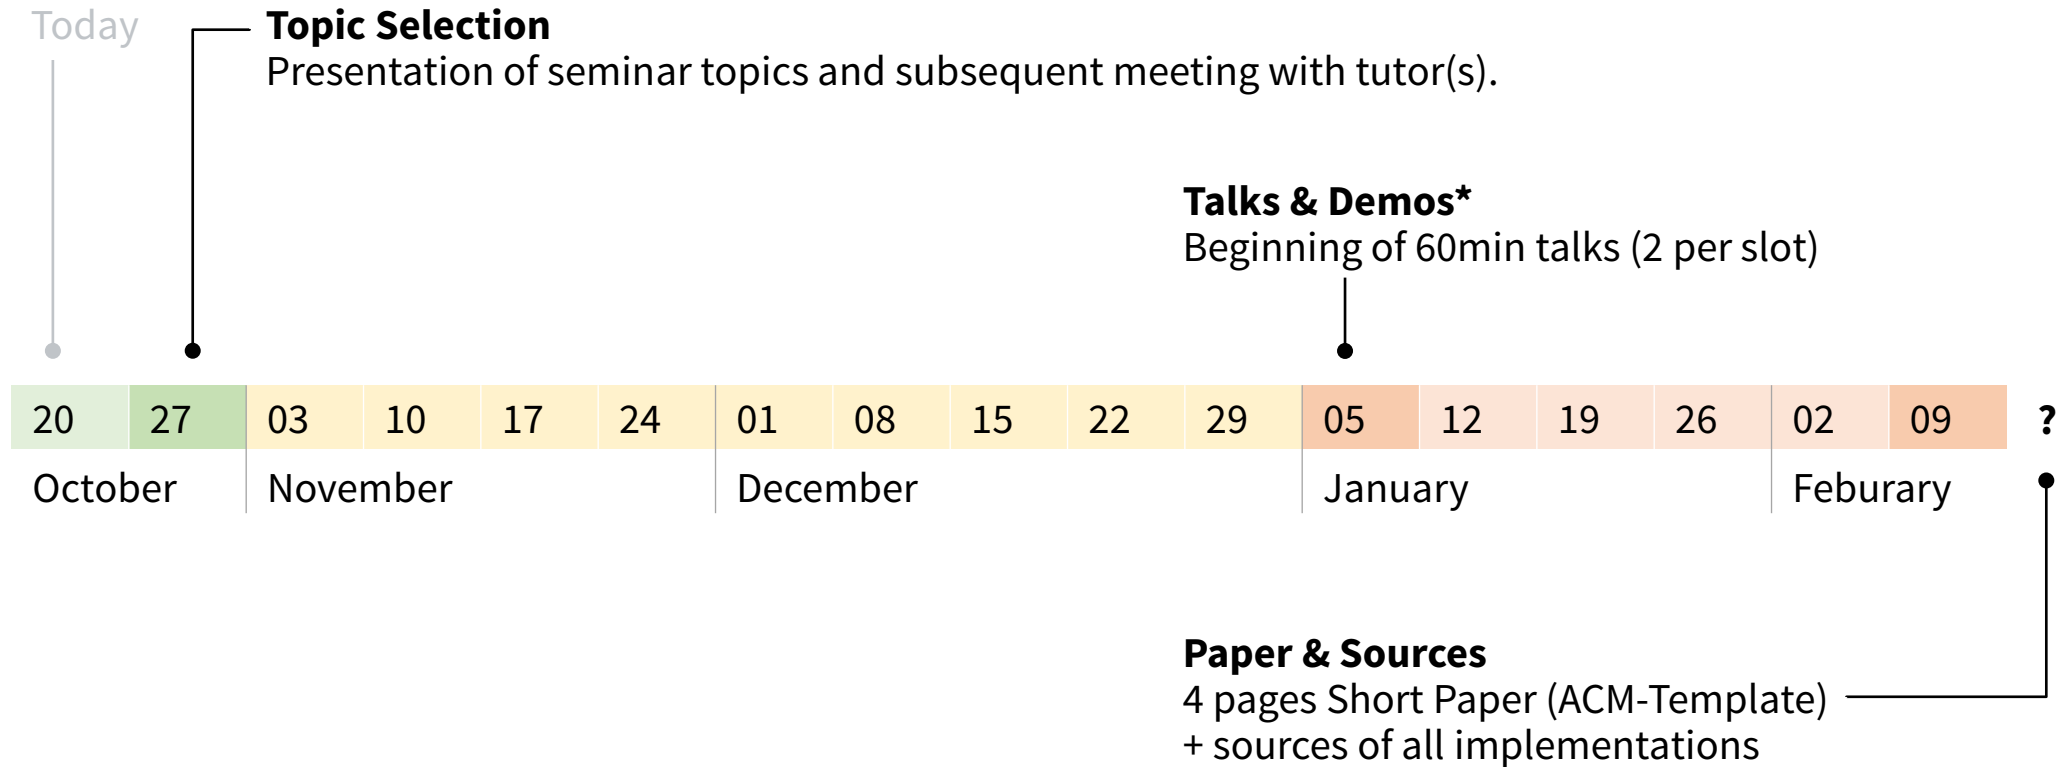 Today
Topic Selection
Presentation of seminar topics and subsequent meeting with tutor(s).
Talks & Demos*
Beginning of 60min talks (2 per slot)
20 27 03 10 17 24 01 08 15 22 29 05 12 19 26 02 09 ?
October November December January Feburary
Paper & Sources
4 pages Short Paper (ACM-Template)
+ sources of all implementations